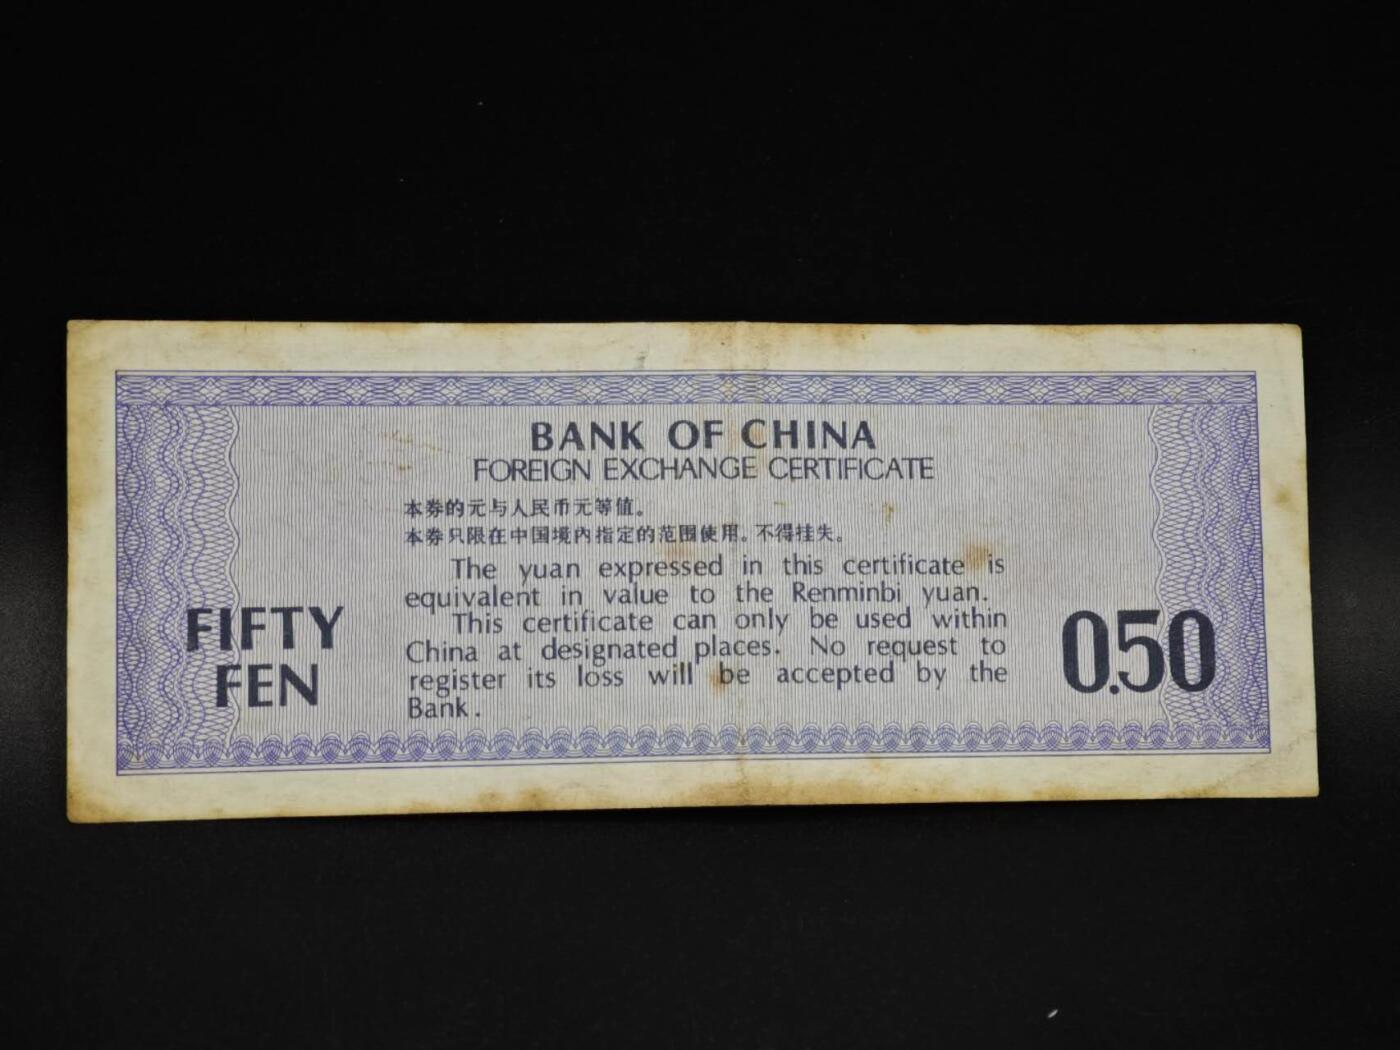 BANK OF CHINA
FOREIGN EXCHANGE CERTIFICATE
本券的元与人民币元等值。
本券只限在中国境内指定的范围使用。不得挂失。
The yuan expressed in this certificate is
equivalent in value to the Renminbi yuan.
This certificate can only be used within
China at designated places. No request to
register its loss will be accepted by the
Bank.
FIFTY
FEN
0.50